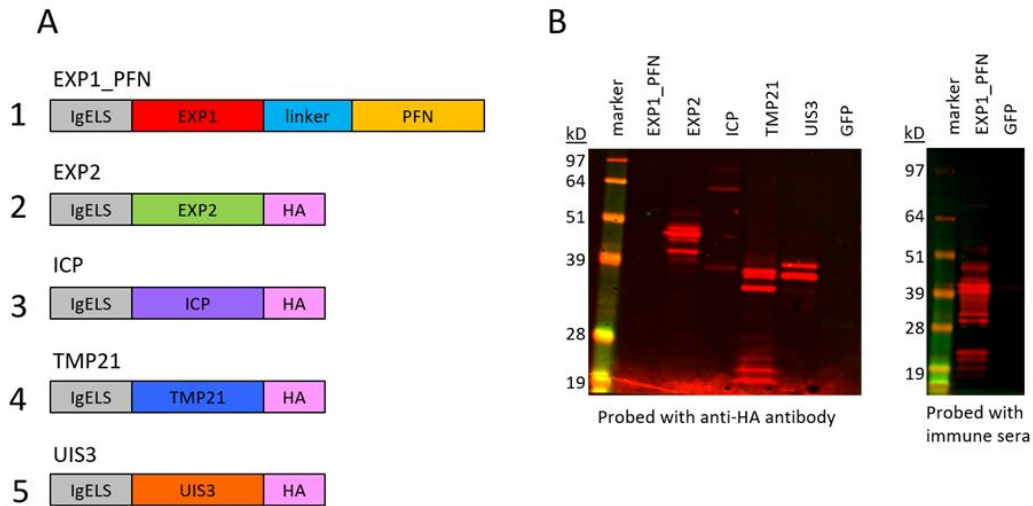 A
EXP1_PFN
1 IgELS EXP1 linker PFN
EXP2
2 IgELS EXP2 HA
ICP
3 IgELS ICP HA
TMP21
4 IgELS TMP21 HA
UIS3
5 IgELS UIS3 HA
B
kD marker EXP1_PFN EXP2 ICP TMP21 UIS3 GFP
97
64
51
39
28
19
Probed with anti-HA antibody
kD marker EXP1_PFN GFP
97
64
51
39
28
19
Probed with
immune sera